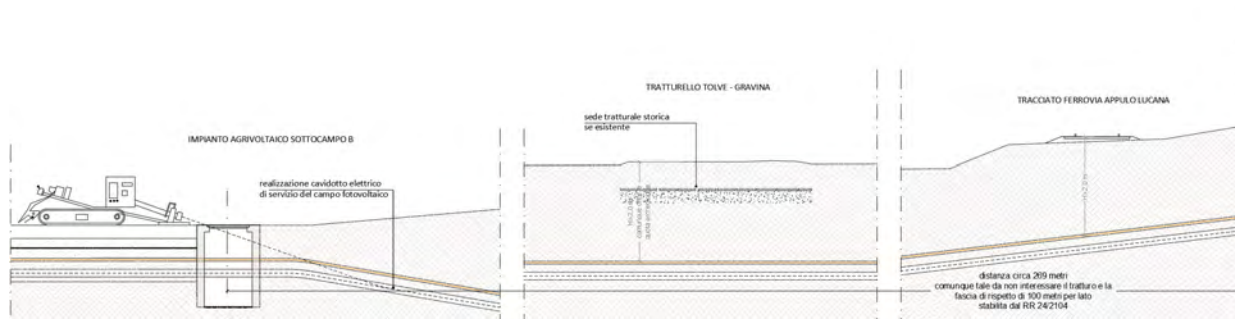 IMPIANTO AGRIVOLTAICO SOTTOCAMPO B
realizzazione cavidotto elettrico
di servizio del campo fotovoltaico
TRATTURELLO TOLVE - GRAVINA
sede tratturale storica
se esistente
TRACCIATO FERROVIA APPULO LUCANA
distanza circa 269 metri
comunque tale da non interessare il tratturo e la
fascia di rispetto di 100 metri per lato
stabilita dal RR 24/2104